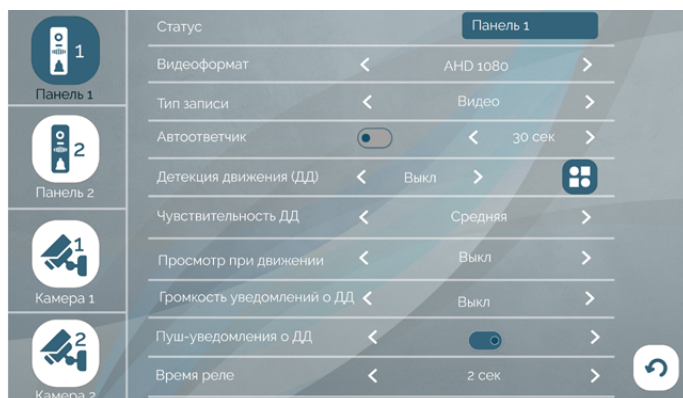 1
Панель 1
2
Панель 2
1
Камера 1
2
Камера 2
Статус Панель 1
Видеоформат AHD 1080
Тип записи Видео
Автоответчик 30 сек
Детекция движения (ДД) Выкл
Чувствительность ДД Средняя
Просмотр при движении Выкл
Громкость уведомлений о ДД Выкл
Пуш-уведомления о ДД
Время реле 2 сек